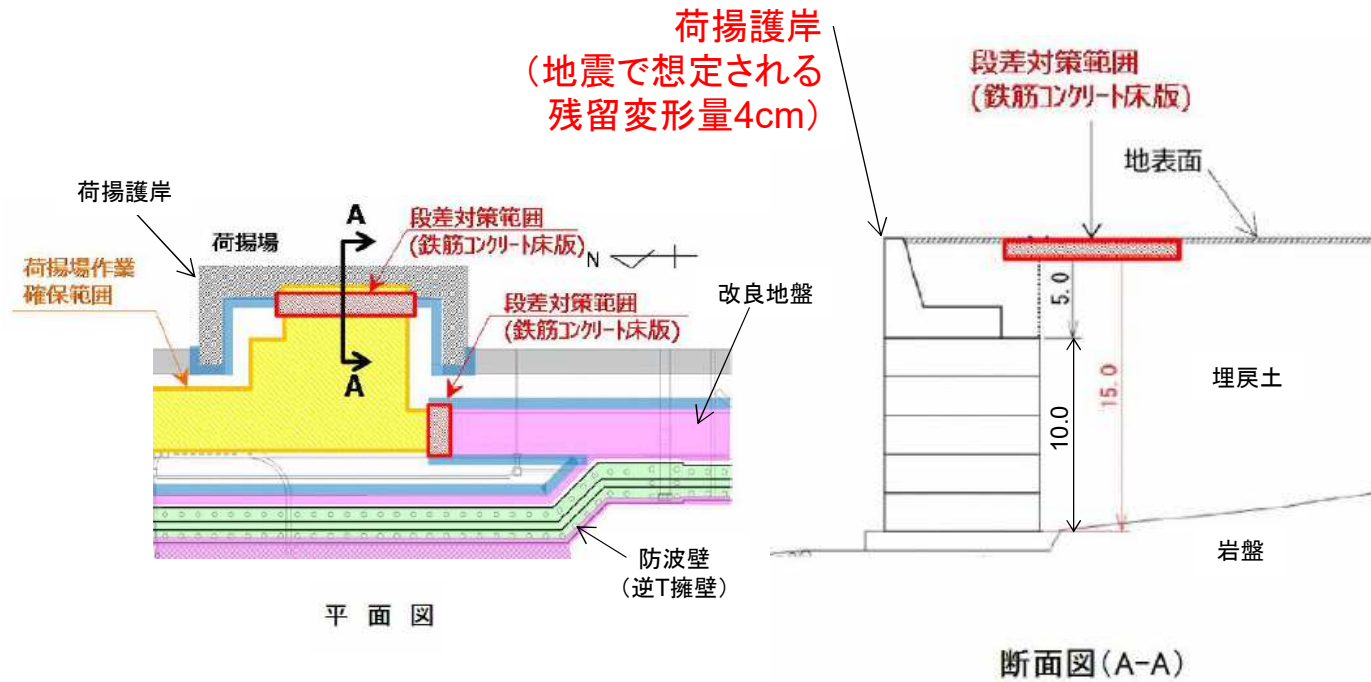 荷揚護岸
（地震で想定される
残留変形量4cm）
段差対策範囲
(鉄筋コンクリート床版)
地表面
荷揚護岸
荷揚場
A
段差対策範囲
(鉄筋コンクリート床版)
N
荷揚場作業
確保範囲
改良地盤
段差対策範囲
(鉄筋コンクリート床版)
A
防波壁
（逆T擁壁）
平 面 図
5.0
15.0
10.0
埋戻土
岩盤
断面図(A-A)